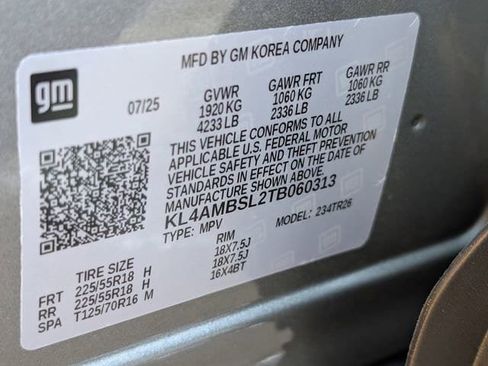 gm
MFD BY GM KOREA COMPANY
07/25 GVWR GAWR FRT GAWR RR
1920 KG 1060 KG 1060 KG
4233 LB 2336 LB 2336 LB
THIS VEHICLE CONFORMS TO ALL
APPLICABLE U.S. FEDERAL MOTOR
VEHICLE SAFETY AND THEFT PREVENTION
STANDARDS IN EFFECT ON THE DATE OF
MANUFACTURE SHOWN ABOVE.
KL4AMBSL2TB060313
TYPE: MPV MODEL: 234TR26
TIRE SIZE RIM
FRT 225/55R18 H 18X7.5J
RR 225/55R18 H 18X7.5J
SPA T125/70R16 M 16X4BT